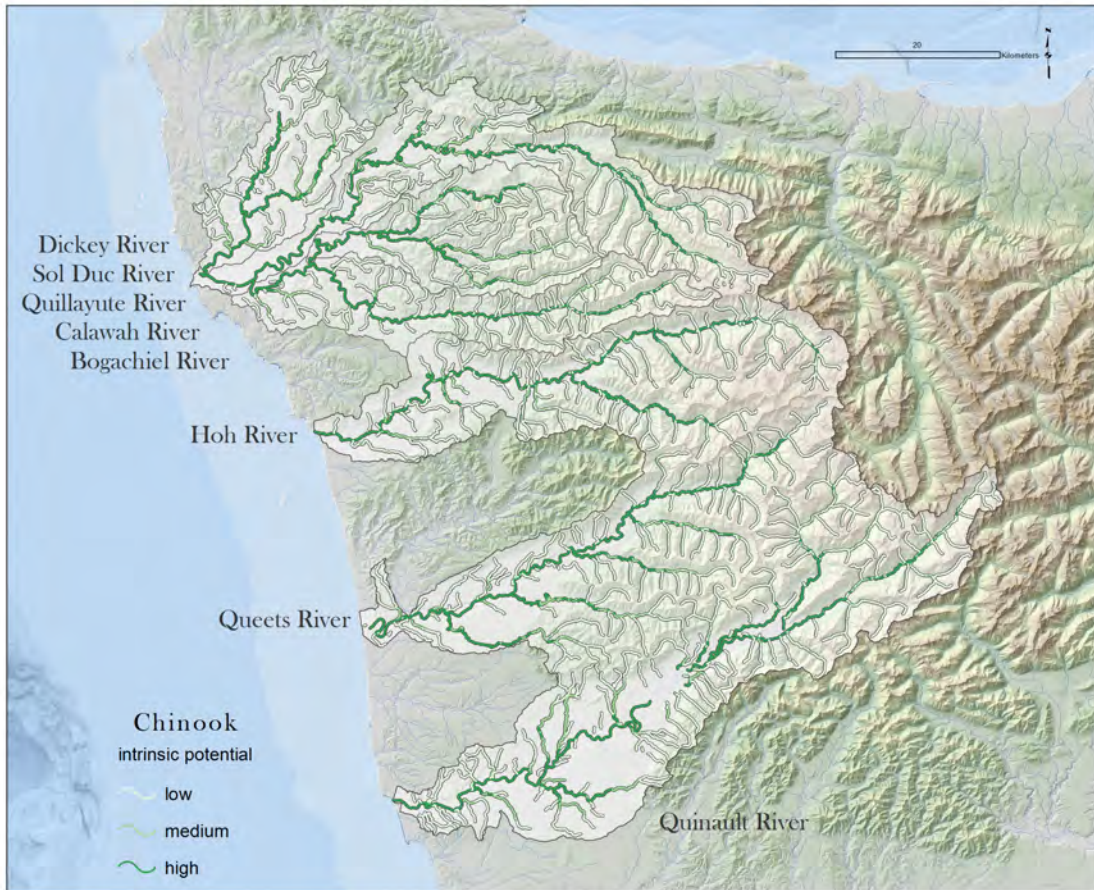 20
Kilometers
N
Dickey River
Sol Duc River
Quillayute River
Calawah River
Bogachiel River
Hoh River
Queets River
Quinault River
Chinook
intrinsic potential
low
medium
high